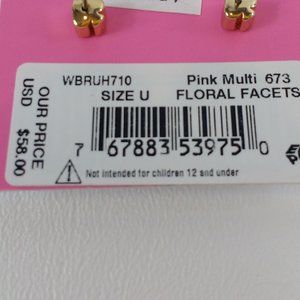 WBRUH710 Pink Multi 673
SIZE U FLORAL FACETS
7 67883 53975 0
Not intended for children 12 and under
OUR PRICE
USD $58.00